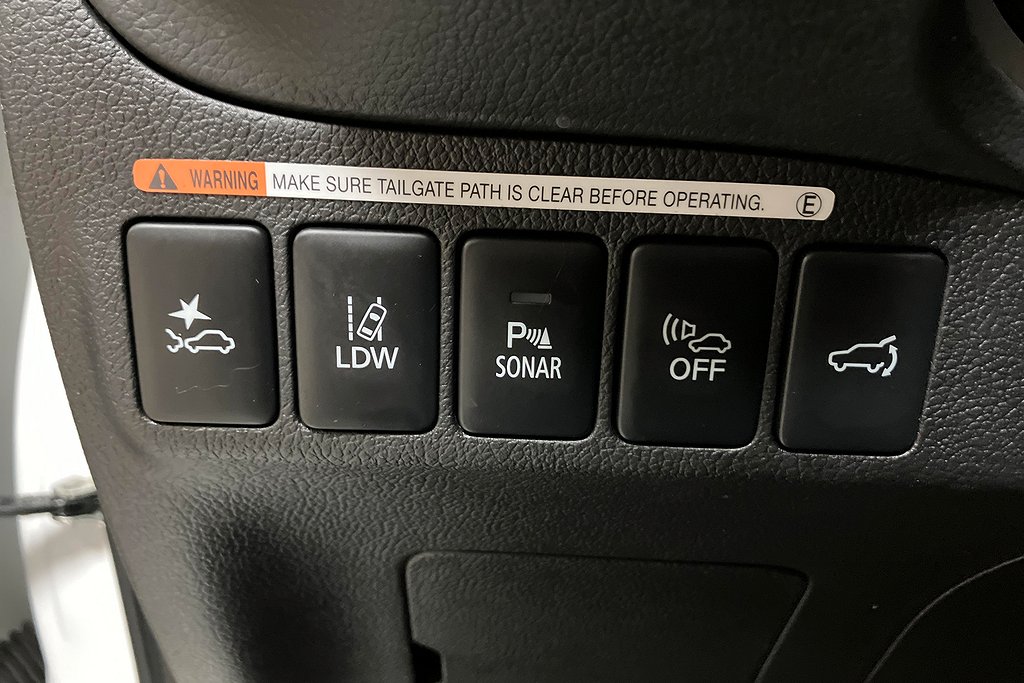 WARNING MAKE SURE TAILGATE PATH IS CLEAR BEFORE OPERATING. E
LDW
P
SONAR
OFF